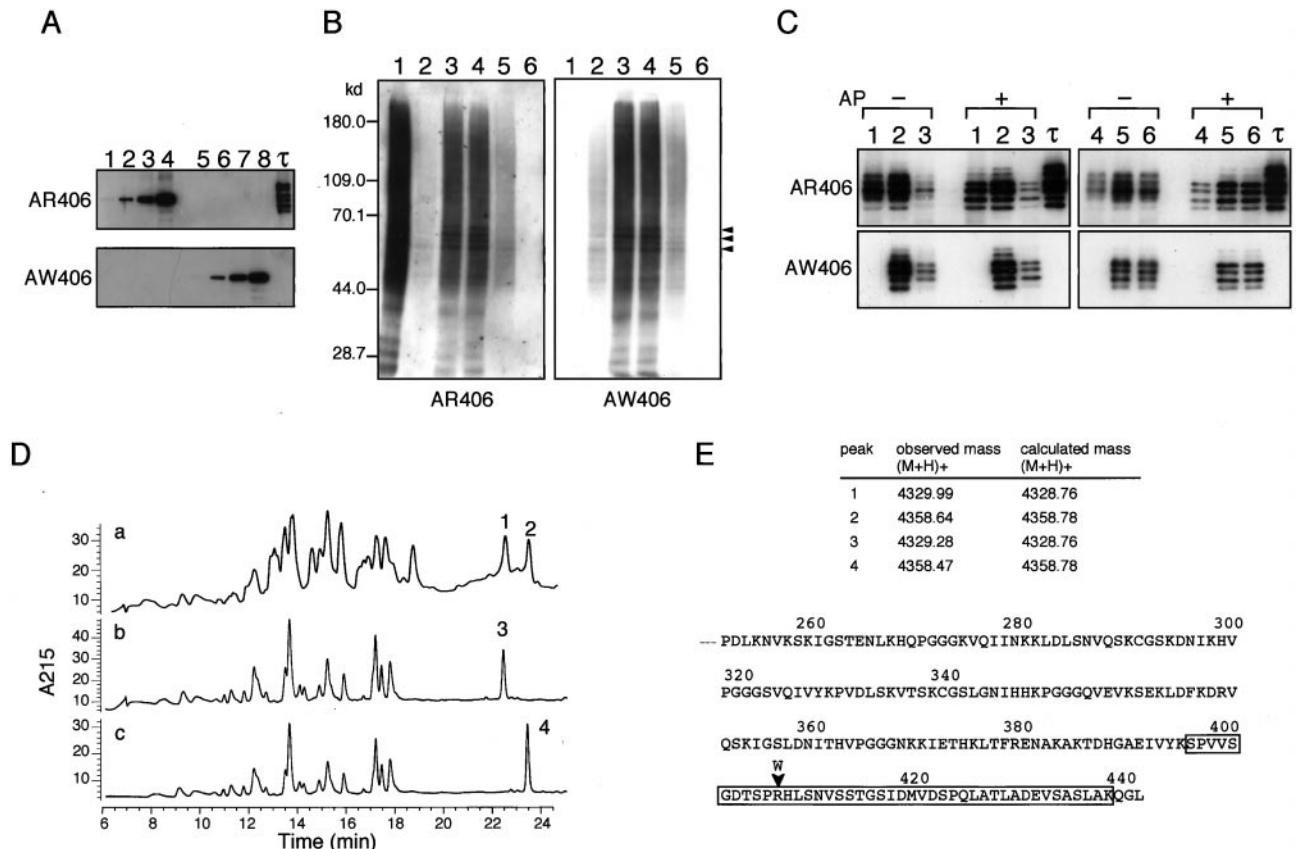 A
1 2 3 4 5 6 7 8 τ
AR406
AW406
B
1 2 3 4 5 6 1 2 3 4 5 6
kd
180.0
109.0
70.1
44.0
28.7
AR406 AW406
C
AP − + − +
1 2 3 1 2 3 τ 4 5 6 4 5 6 τ
AR406
AW406
D
a
1 2
30
20
10
b
3
40
30
20
10
c
4
30
20
10
A215
6 8 10 12 14 16 18 20 22 24
Time (min)
E
peak observed mass calculated mass
(M+H)+ (M+H)+
1 4329.99 4328.76
2 4358.64 4358.78
3 4329.28 4328.76
4 4358.47 4358.78
260 280 300
---PDLKNVKSKIGSTENLKHQPGGGKVQIINKKLDLSNVQSKCGSKDNIKHV
320 340
PGGGSVQIVYKPVDLSKVTSKCGSLGNIHHKPGGGQVEVKSEKLDFKDRV
360 380 400
QSKIGSLDNITHVPGGGNKKIETHKLTFRENAKAKTDHGAEIVYKSPVVS
W 420 440
GDTSPRHLSNVSSTGSIDMVDSPQLATLADEVSASLAKQGL